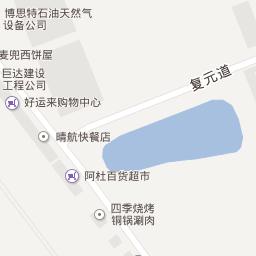 博思特石油天然气
设备公司
麦兜西饼屋
复元道
巨达建设
工程公司
好运来购物中心
晴航快餐店
阿杜百货超市
四季烧烤
铜锅涮肉